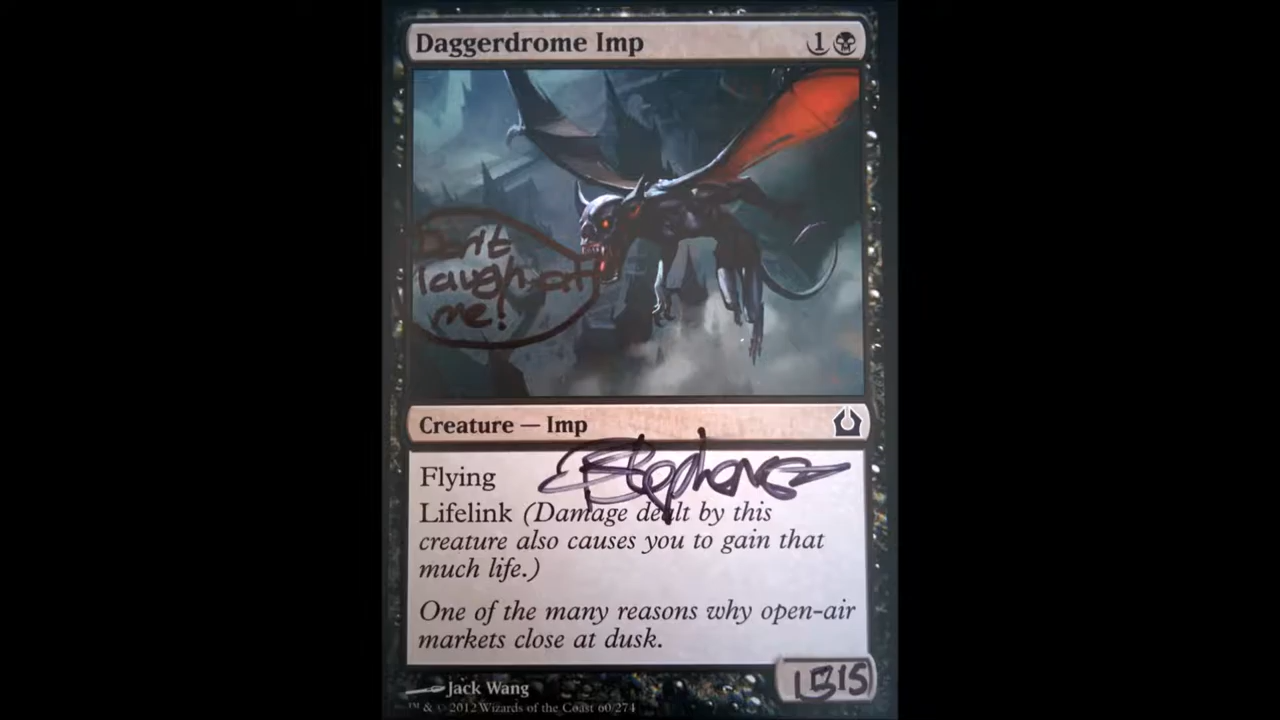 Daggerdrome Imp 1
Don't
laugh at
me!
Creature — Imp
Flying
Lifelink (Damage dealt by this
creature also causes you to gain that
much life.)
One of the many reasons why open-air
markets close at dusk.
Jack Wang
™ & © 2012 Wizards of the Coast 60/274